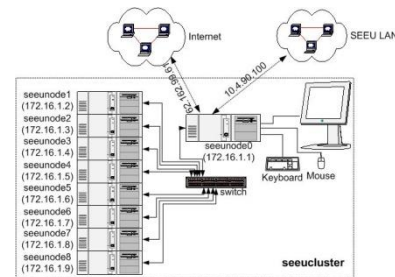 Internet
SEEU LAN
10.4.90.100
seeunode1
(172.16.1.2)
seeunode2
(172.16.1.3)
seeunode3
(172.16.1.4)
seeunode4
(172.16.1.5)
seeunode5
(172.16.1.6)
seeunode6
(172.16.1.7)
seeunode7
(172.16.1.8)
seeunode8
(172.16.1.9)
seeunode0
(172.16.1.1)
switch
Keyboard
Mouse
seeucluster